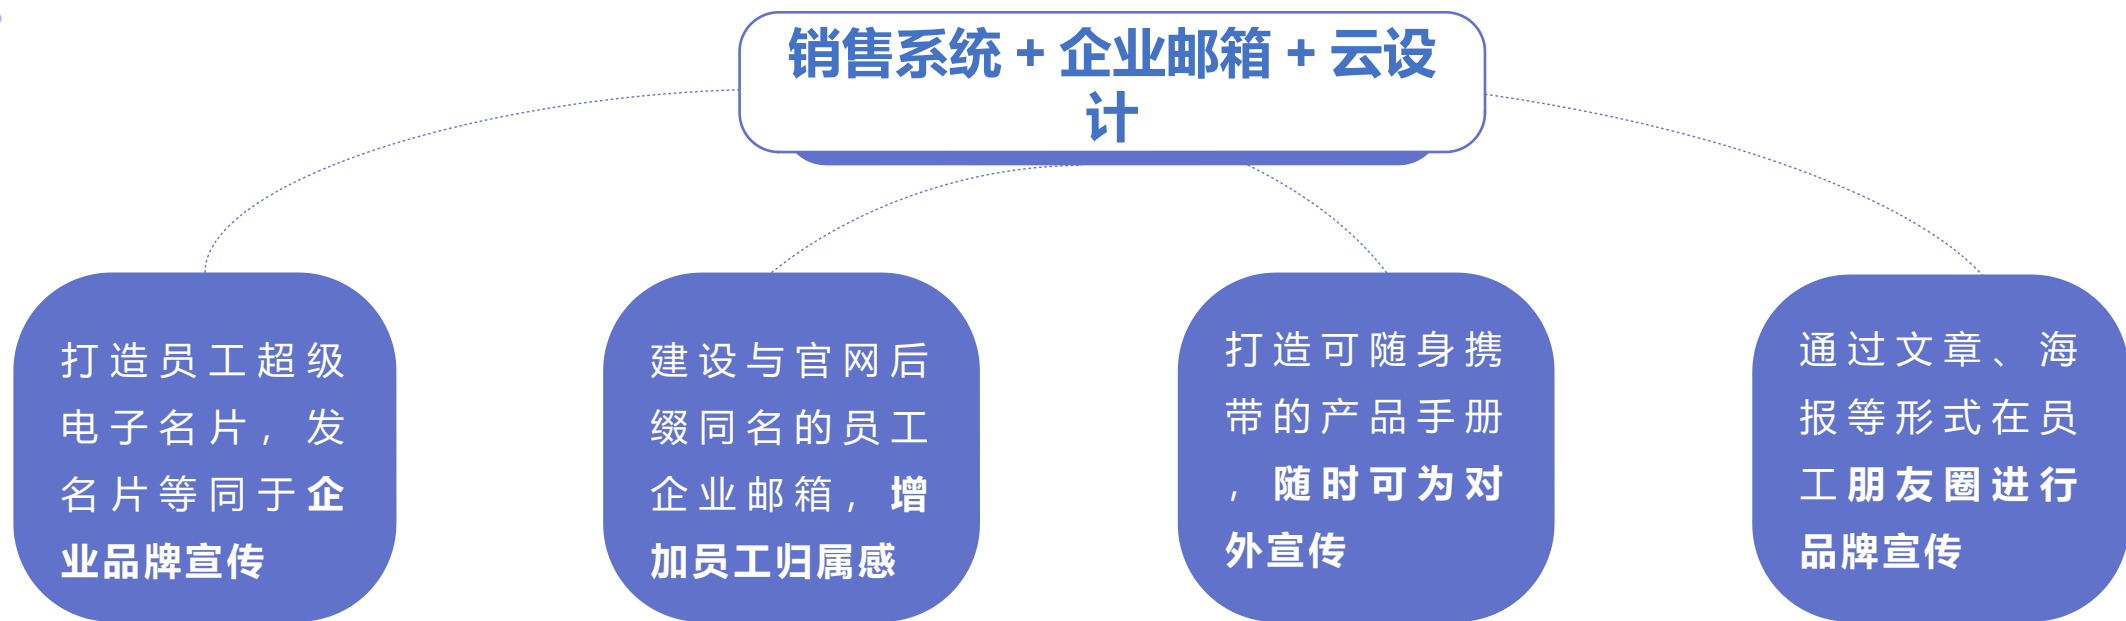 销售系统 + 企业邮箱 + 云设
计
打造员工超级
电子名片，发
名片等同于企
业品牌宣传
建设与官网后
缀同名的员工
企业邮箱，增
加员工归属感
打造可随身携
带的产品手册
，随时可为对
外宣传
通过文章、海
报等形式在员
工朋友圈进行
品牌宣传